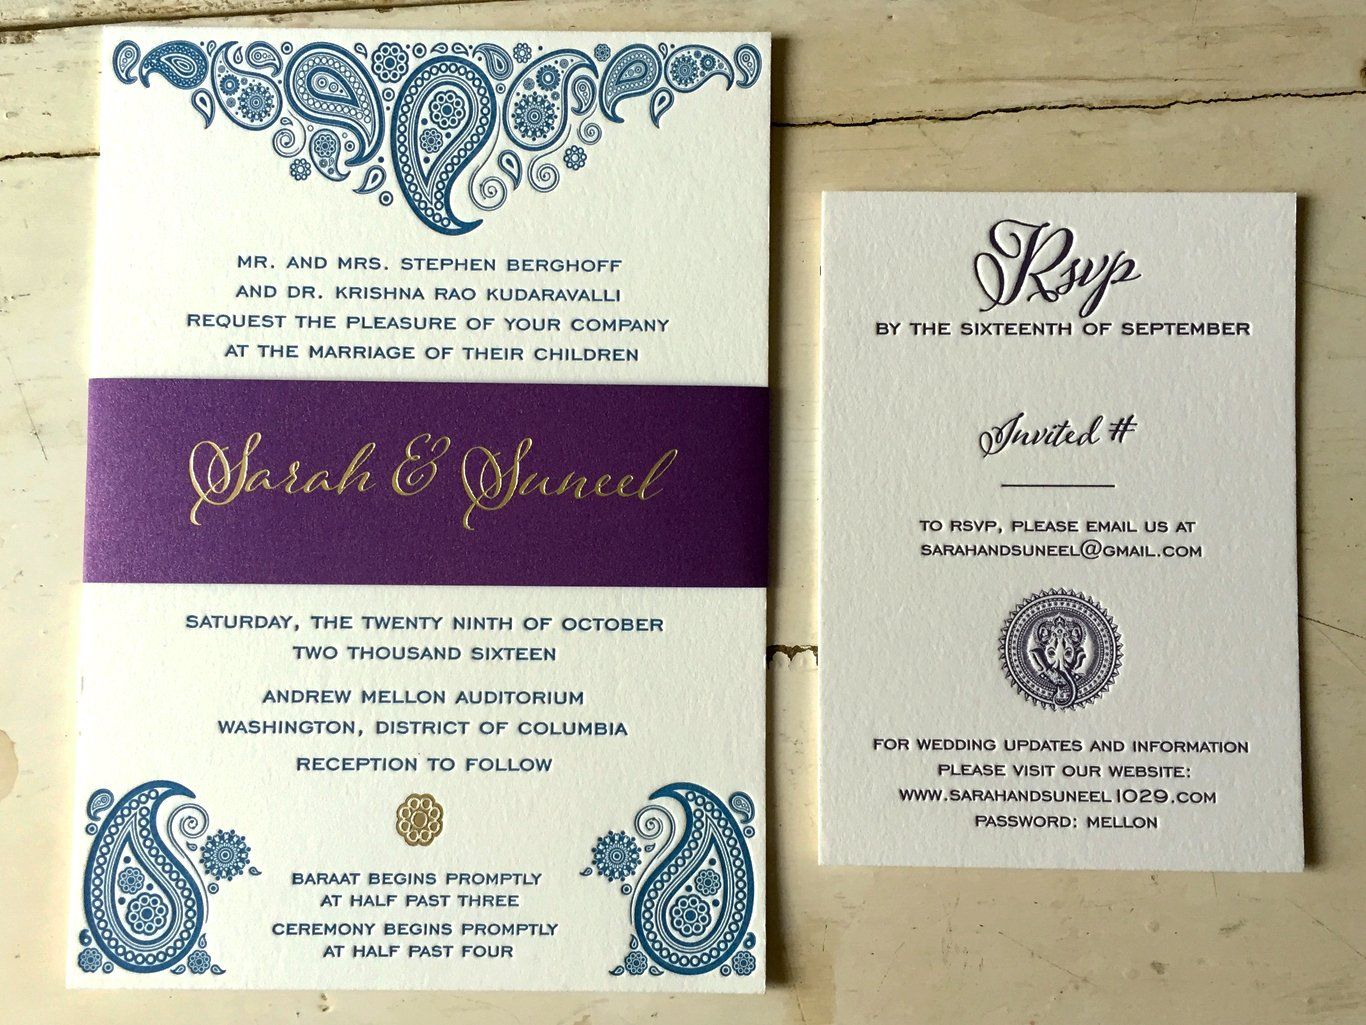 MR. AND MRS. STEPHEN BERGHOFF
AND DR. KRISHNA RAO KUDARAVALLI
REQUEST THE PLEASURE OF YOUR COMPANY
AT THE MARRIAGE OF THEIR CHILDREN
Sarah & Suneel
SATURDAY, THE TWENTY NINTH OF OCTOBER
TWO THOUSAND SIXTEEN
ANDREW MELLON AUDITORIUM
WASHINGTON, DISTRICT OF COLUMBIA
RECEPTION TO FOLLOW
BARAAT BEGINS PROMPTLY
AT HALF PAST THREE
CEREMONY BEGINS PROMPTLY
AT HALF PAST FOUR
Rsvp
BY THE SIXTEENTH OF SEPTEMBER
Invited #
TO RSVP, PLEASE EMAIL US AT
SARAHANDSUNEEL@GMAIL.COM
FOR WEDDING UPDATES AND INFORMATION
PLEASE VISIT OUR WEBSITE:
WWW.SARAHANDSUNEEL1029.COM
PASSWORD: MELLON